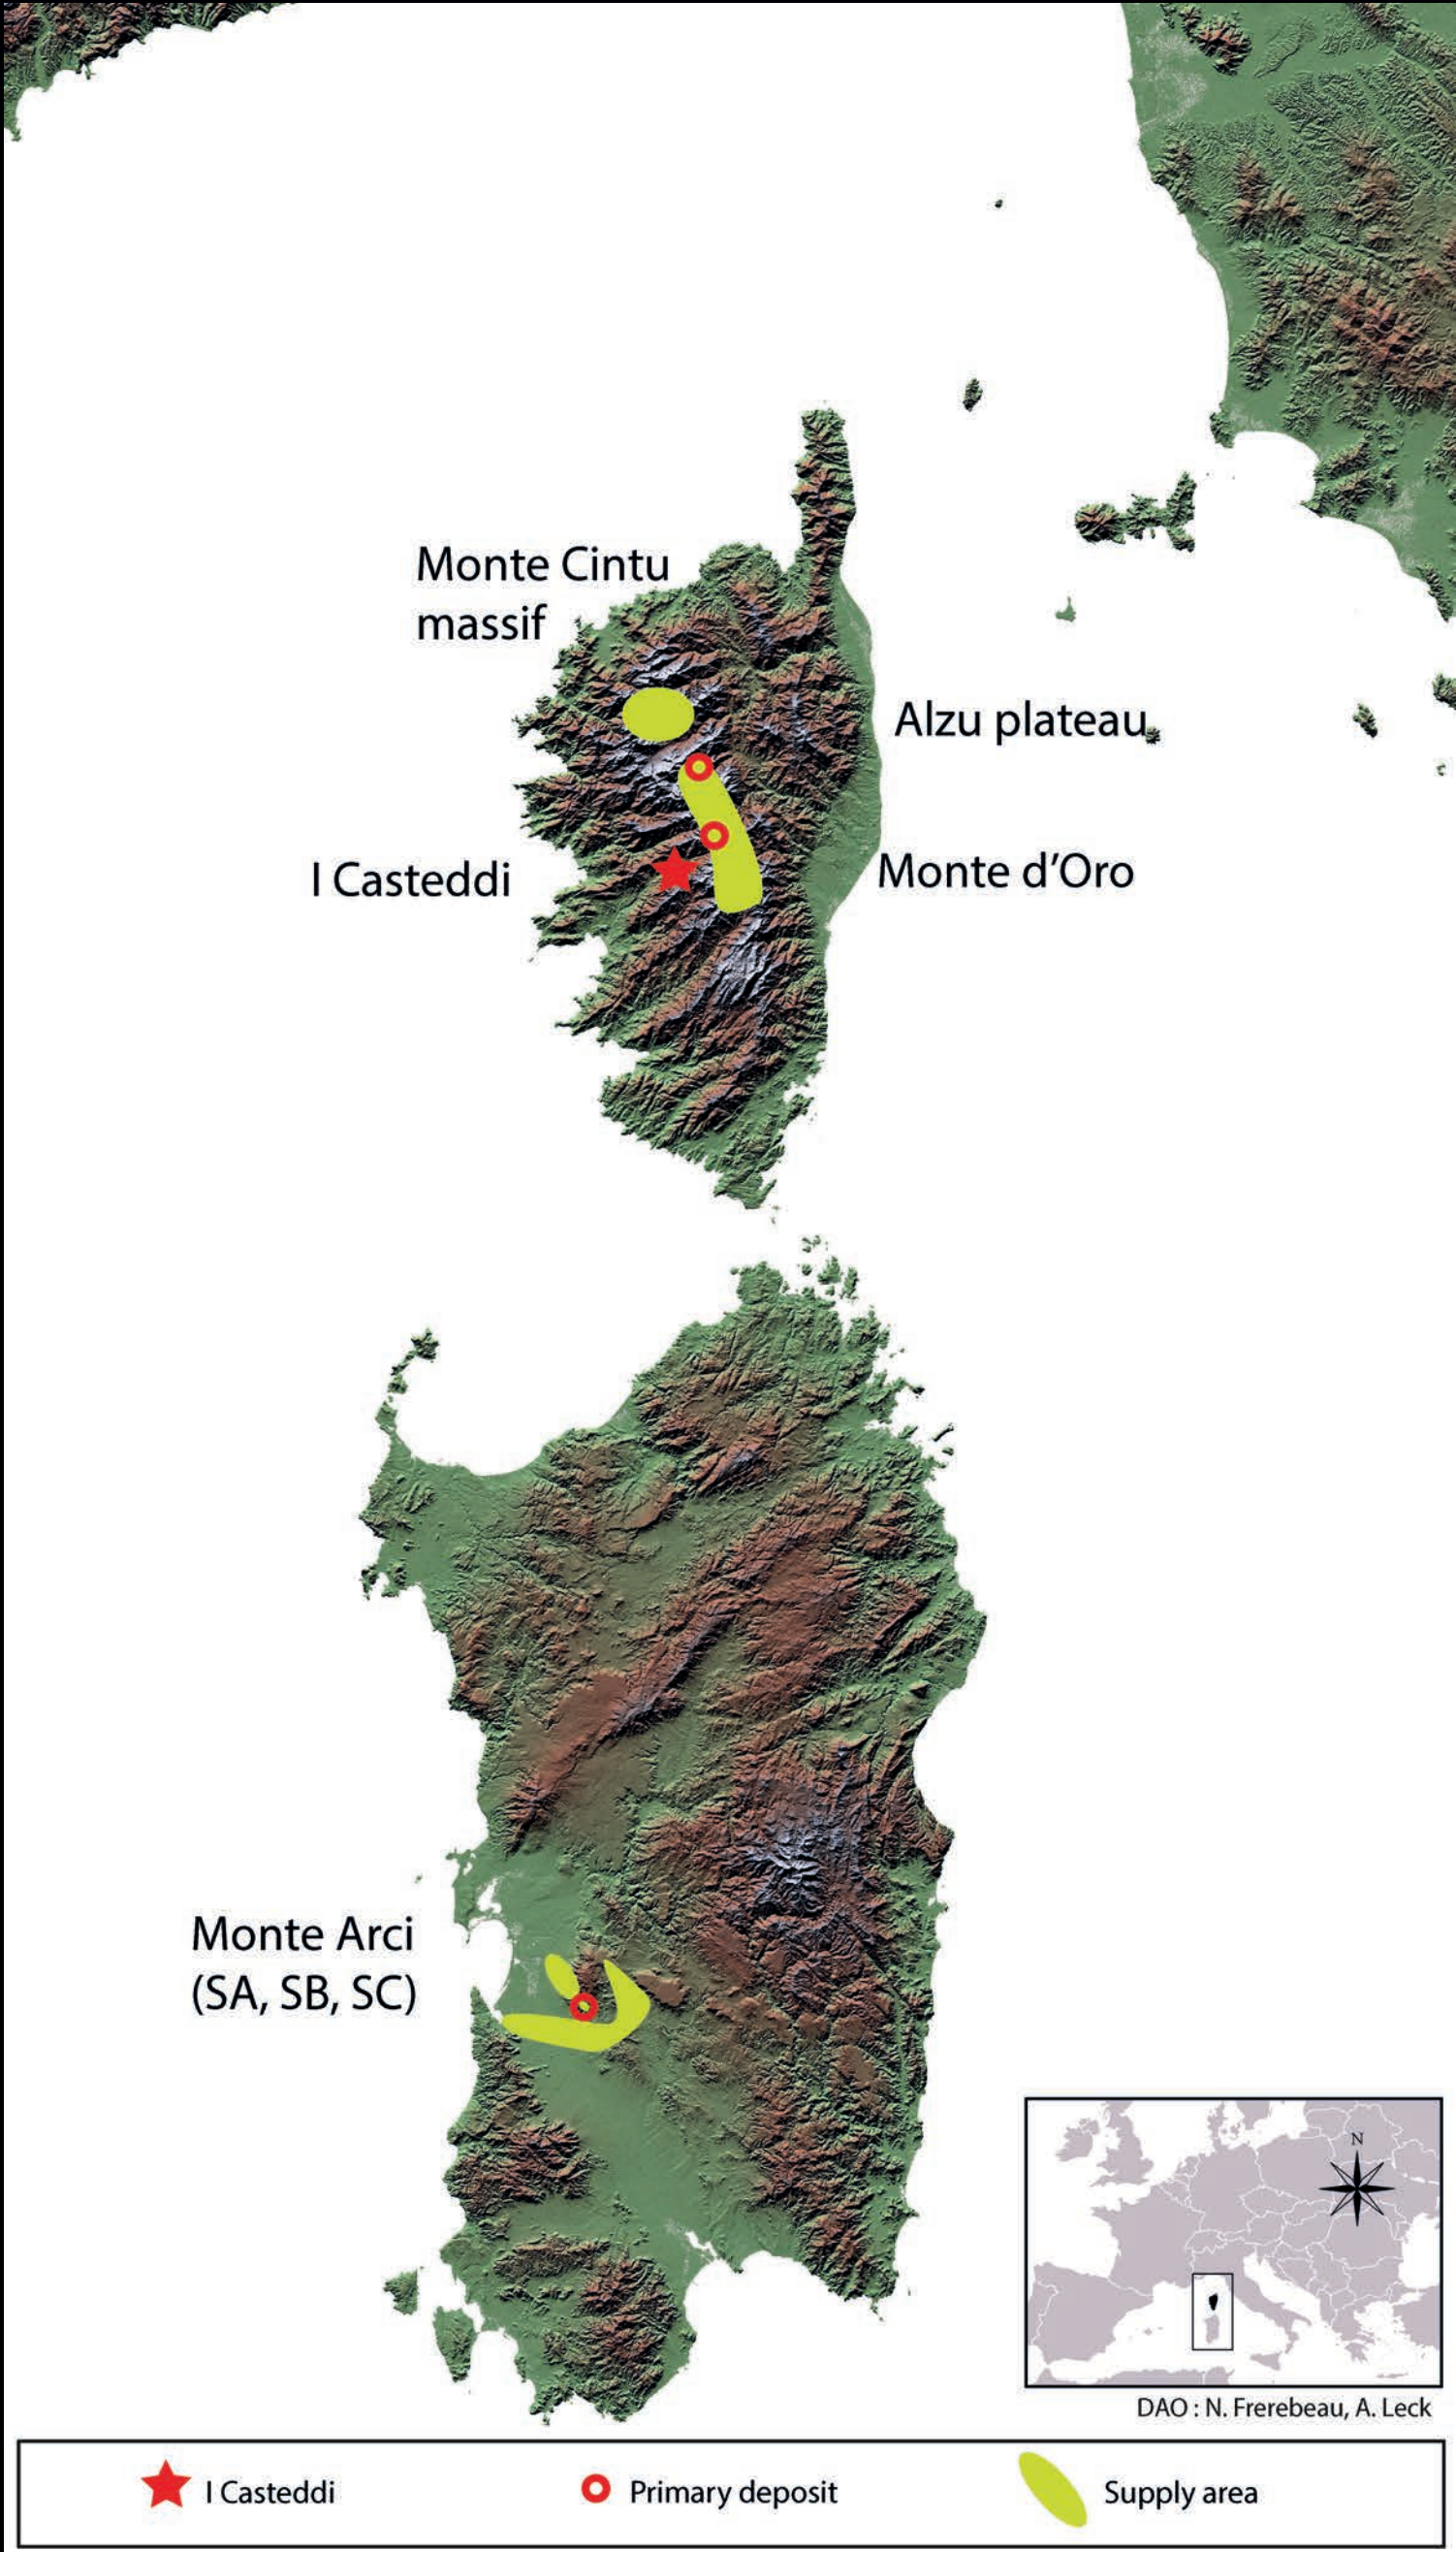 Monte Cintu
massif
Alzu plateau
I Casteddi
Monte d'Oro
Monte Arci
(SA, SB, SC)
N
DAO : N. Frerebeau, A. Leck
I Casteddi
Primary deposit
Supply area